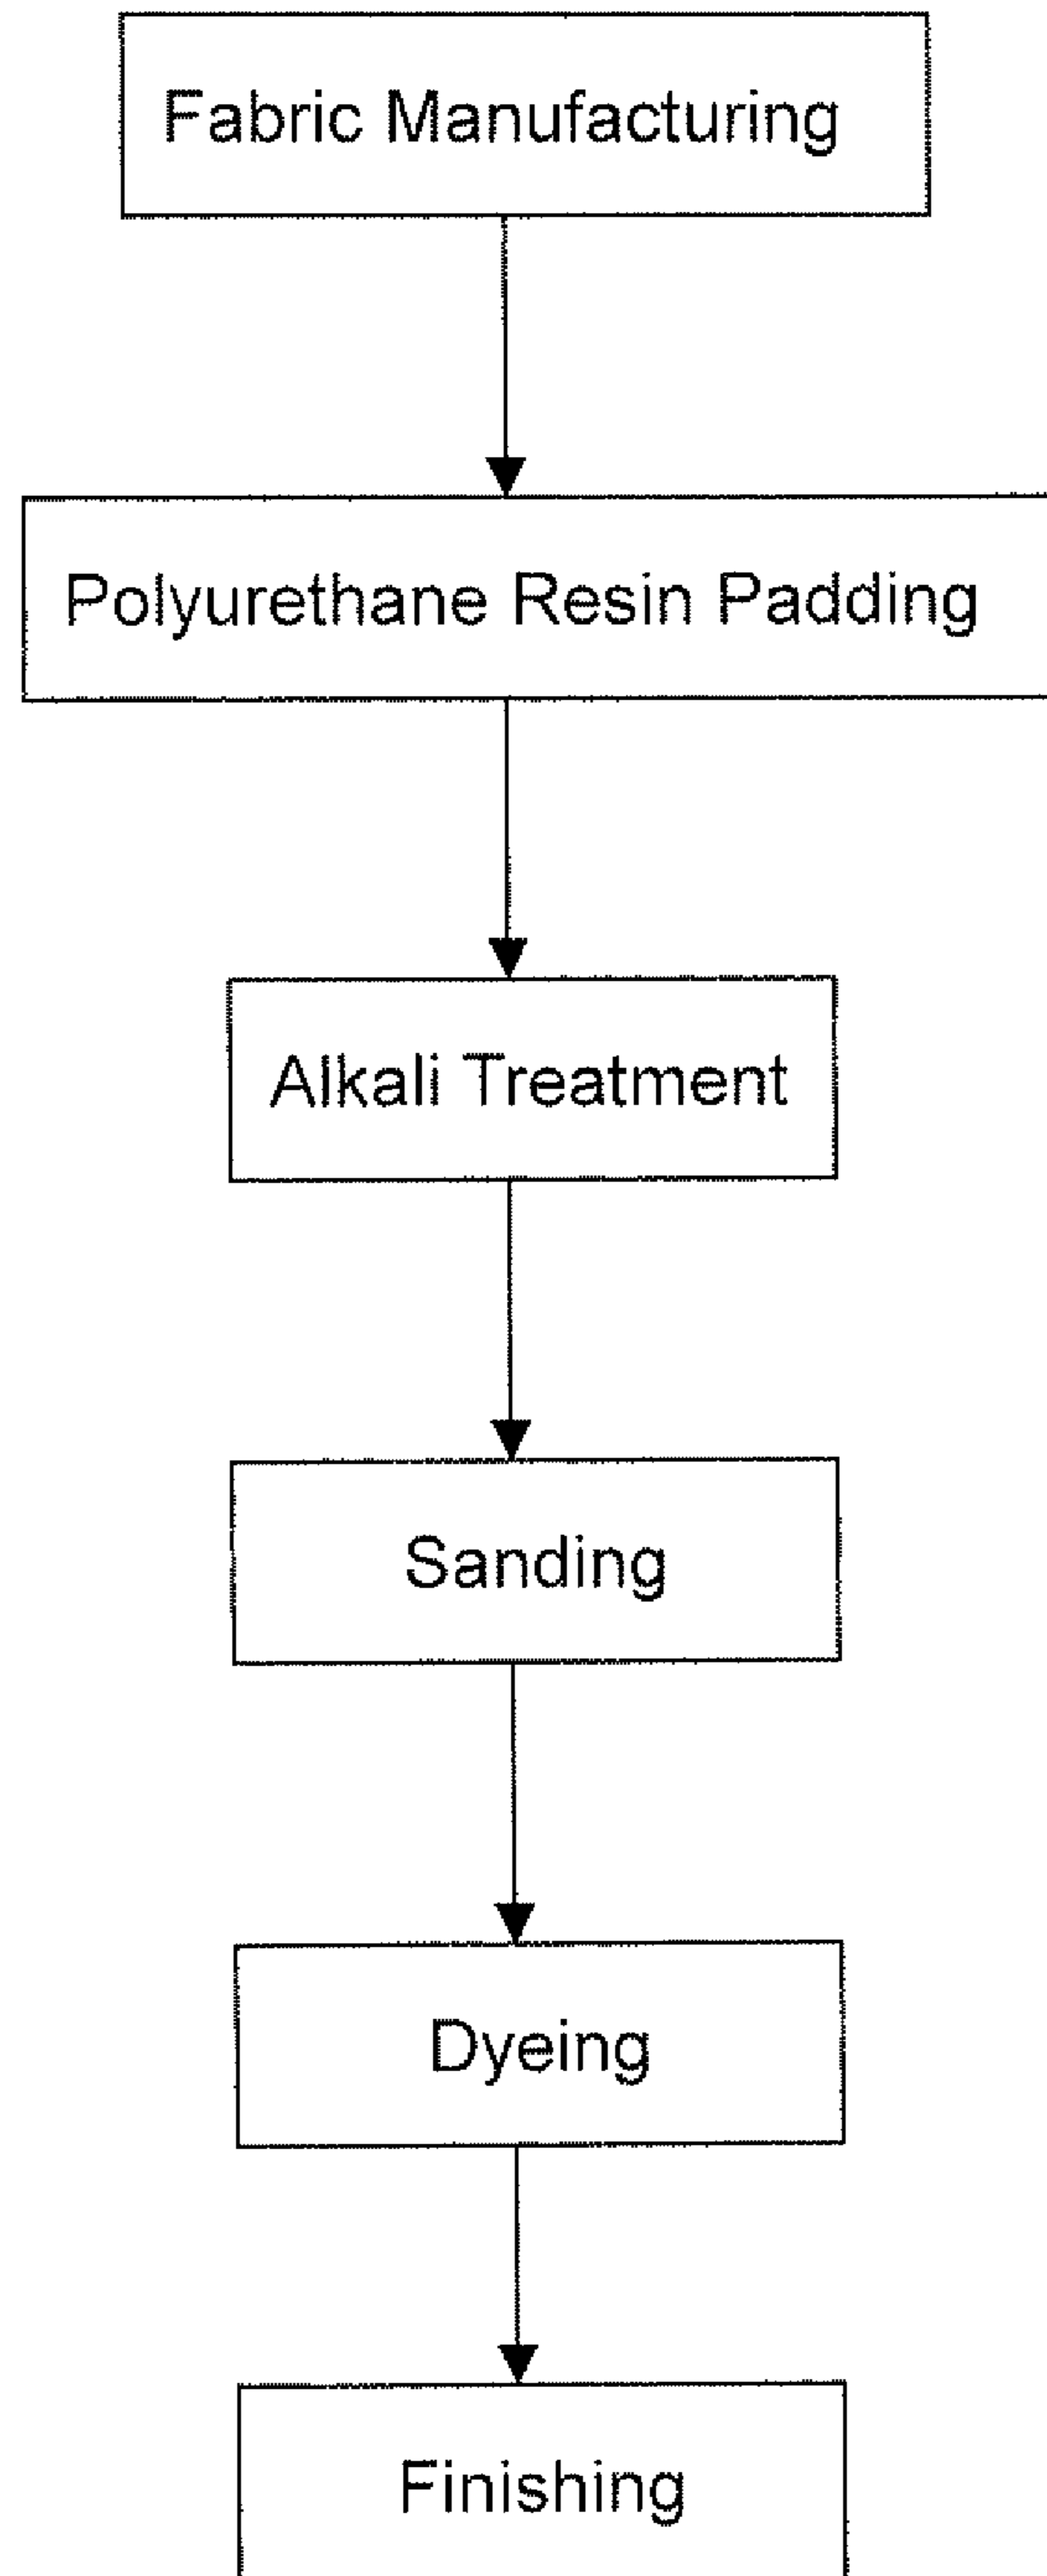 Fabric Manufacturing
Polyurethane Resin Padding
Alkali Treatment
Sanding
Dyeing
Finishing